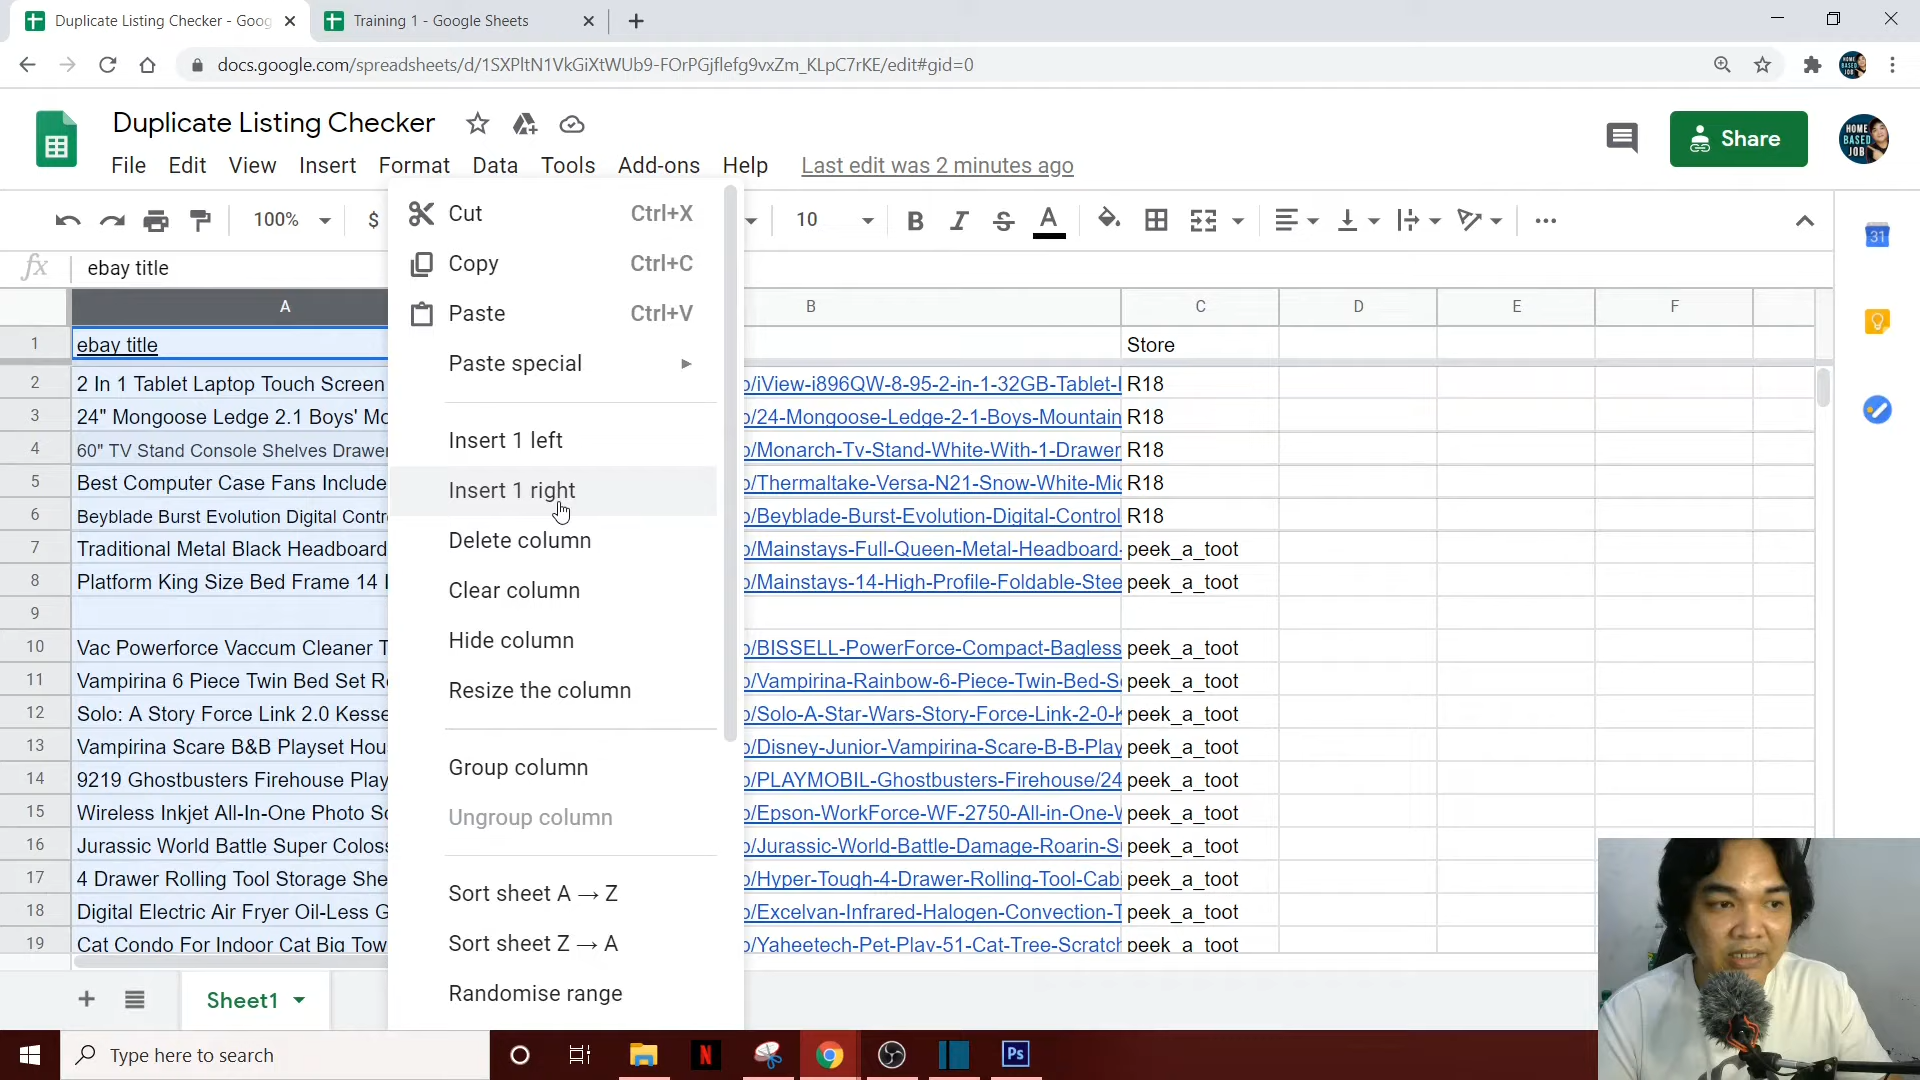 Duplicate Listing Checker - Goog
Training 1 - Google Sheets
docs.google.com/spreadsheets/d/1SXPltN1VkGiXtWUb9-FOrPGjflefg9vxZm_KLpC7rKE/edit#gid=0
Duplicate Listing Checker
Share
HOME BASED JOB
File Edit View Insert Format Data Tools Add-ons Help Last edit was 2 minutes ago
100% $ 10 B I S A
31
fx ebay title
A B C D E F
1 ebay title Store
2 2 In 1 Tablet Laptop Touch Screen o/iView-i896QW-8-95-2-in-1-32GB-Tablet- R18
3 24" Mongoose Ledge 2.1 Boys' Mo o/24-Mongoose-Ledge-2-1-Boys-Mountain R18
4 60" TV Stand Console Shelves Drawer o/Monarch-Tv-Stand-White-With-1-Drawer R18
5 Best Computer Case Fans Include o/Thermaltake-Versa-N21-Snow-White-Mic R18
6 Beyblade Burst Evolution Digital Contr o/Beyblade-Burst-Evolution-Digital-Control R18
7 Traditional Metal Black Headboard o/Mainstays-Full-Queen-Metal-Headboard- peek_a_toot
8 Platform King Size Bed Frame 14 I o/Mainstays-14-High-Profile-Foldable-Stee peek_a_toot
9
10 Vac Powerforce Vaccum Cleaner T o/BISSELL-PowerForce-Compact-Bagless peek_a_toot
11 Vampirina 6 Piece Twin Bed Set Re o/Vampirina-Rainbow-6-Piece-Twin-Bed-S peek_a_toot
12 Solo: A Story Force Link 2.0 Kesse o/Solo-A-Star-Wars-Story-Force-Link-2-0-K peek_a_toot
13 Vampirina Scare B&B Playset Hou o/Disney-Junior-Vampirina-Scare-B-B-Play peek_a_toot
14 9219 Ghostbusters Firehouse Play o/PLAYMOBIL-Ghostbusters-Firehouse/24 peek_a_toot
15 Wireless Inkjet All-In-One Photo Sc o/Epson-WorkForce-WF-2750-All-in-One-W peek_a_toot
16 Jurassic World Battle Super Coloss o/Jurassic-World-Battle-Damage-Roarin-S peek_a_toot
17 4 Drawer Rolling Tool Storage She o/Hyper-Tough-4-Drawer-Rolling-Tool-Cabi peek_a_toot
18 Digital Electric Air Fryer Oil-Less G o/Excelvan-Infrared-Halogen-Convection-T peek_a_toot
19 Cat Condo For Indoor Cat Big Tow o/Yaheetech-Pet-Play-51-Cat-Tree-Scratch peek_a_toot
Cut Ctrl+X
Copy Ctrl+C
Paste Ctrl+V
Paste special
Insert 1 left
Insert 1 right
Delete column
Clear column
Hide column
Resize the column
Group column
Ungroup column
Sort sheet A → Z
Sort sheet Z → A
Randomise range
Sheet1
Type here to search
N
Ps